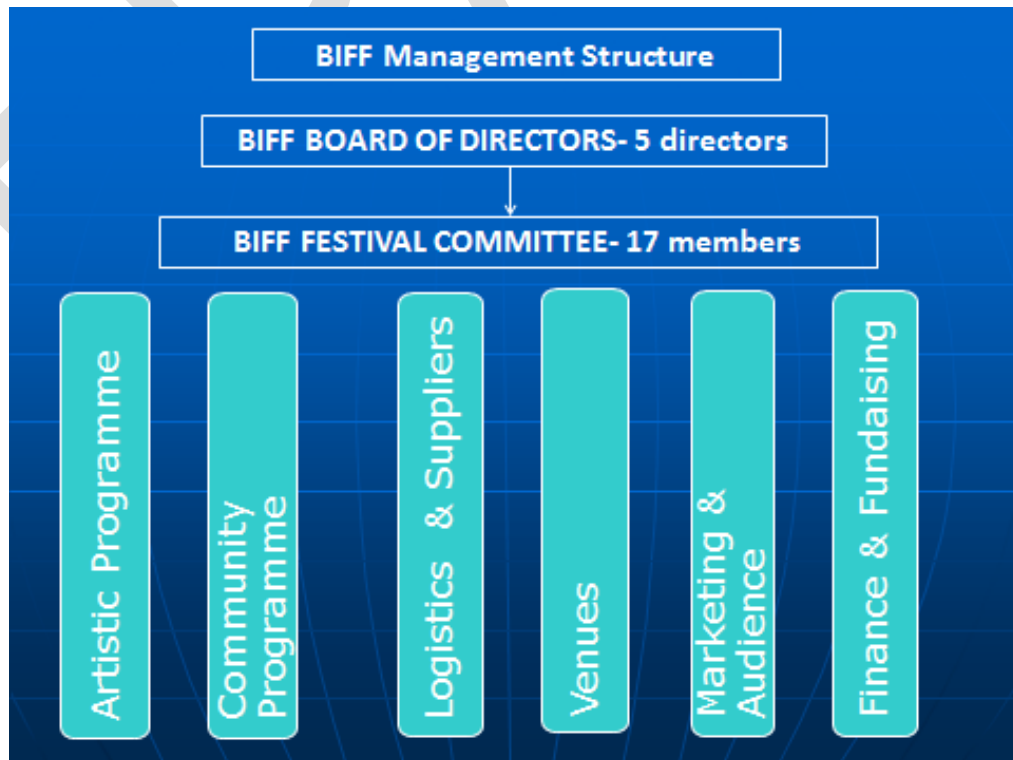 BIFF Management Structure
BIFF BOARD OF DIRECTORS- 5 directors
BIFF FESTIVAL COMMITTEE- 17 members
Artistic Programme
Community
Programme
Logistics & Suppliers
Venues
Marketing &
Audience
Finance & Fundaising